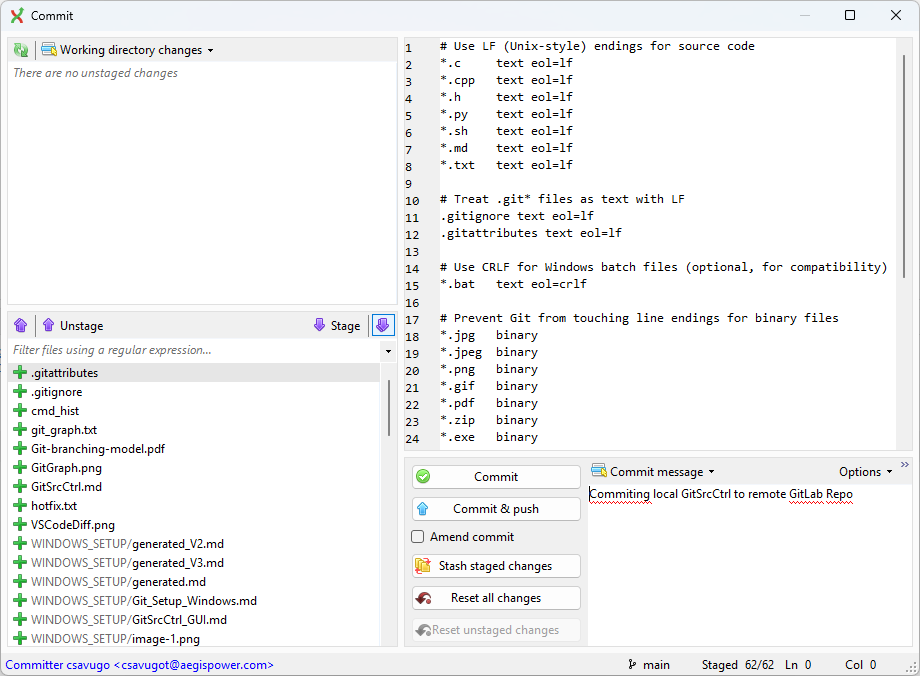 Commit
Working directory changes
There are no unstaged changes
Unstage
Stage
Filter files using a regular expression...
.gitattributes
.gitignore
cmd_hist
git_graph.txt
Git-branching-model.pdf
GitGraph.png
GitSrcCtrl.md
hotfix.txt
VSCodeDiff.png
WINDOWS_SETUP/generated_V2.md
WINDOWS_SETUP/generated_V3.md
WINDOWS_SETUP/generated.md
WINDOWS_SETUP/Git_Setup_Windows.md
WINDOWS_SETUP/GitSrcCtrl_GUI.md
WINDOWS_SETUP/image-1.png
1 # Use LF (Unix-style) endings for source code
2 *.c text eol=lf
3 *.cpp text eol=lf
4 *.h text eol=lf
5 *.py text eol=lf
6 *.sh text eol=lf
7 *.md text eol=lf
8 *.txt text eol=lf
9
10 # Treat .git* files as text with LF
11 .gitignore text eol=lf
12 .gitattributes text eol=lf
13
14 # Use CRLF for Windows batch files (optional, for compatibility)
15 *.bat text eol=crlf
16
17 # Prevent Git from touching line endings for binary files
18 *.jpg binary
19 *.jpeg binary
20 *.png binary
21 *.gif binary
22 *.pdf binary
23 *.zip binary
24 *.exe binary
Commit
Commit & push
Amend commit
Stash staged changes
Reset all changes
Reset unstaged changes
Commit message
Options
Commiting local GitSrcCtrl to remote GitLab Repo
Committer csavugo <csavugot@aegispower.com>
main
Staged 62/62
Ln 0
Col 0